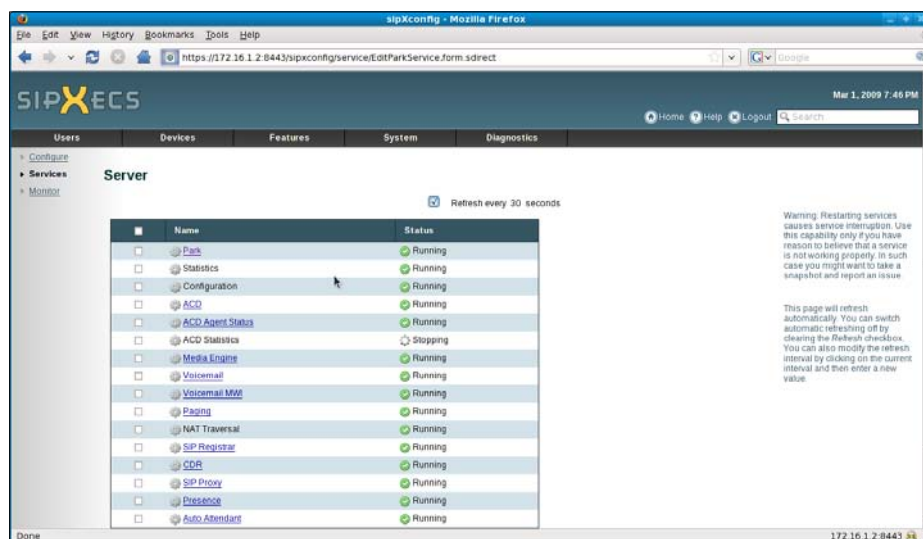 sipXconfig - Mozilla Firefox
File Edit View History Bookmarks Tools Help
https://172.16.1.2:8443/sipxconfig/service/EditParkService.form.sdirect
Google
SIPXECS
Mar 1, 2009 7:46 PM
Home Help Logout Search
Users Devices Features System Diagnostics
Configure
Services
Monitor
Server
Refresh every 30 seconds
Name Status
Park Running
Statistics Running
Configuration Running
ACD Running
ACD Agent Status Running
ACD Statistics Stopping
Media Engine Running
Voicemail Running
Voicemail MWI Running
Paging Running
NAT Traversal Running
SIP Registrar Running
CDR Running
SIP Proxy Running
Presence Running
Auto Attendant Running
Warning: Restarting services
causes service interruption. Use
this capability only if you have
reason to believe that a service
is not working properly. In such
case you might want to take a
snapshot and report an issue.
This page will refresh
automatically. You can switch
automatic refreshing off by
clearing the Refresh checkbox.
You can also modify the refresh
interval by clicking on the current
interval and then enter a new
value.
Done
172.16.1.2:8443